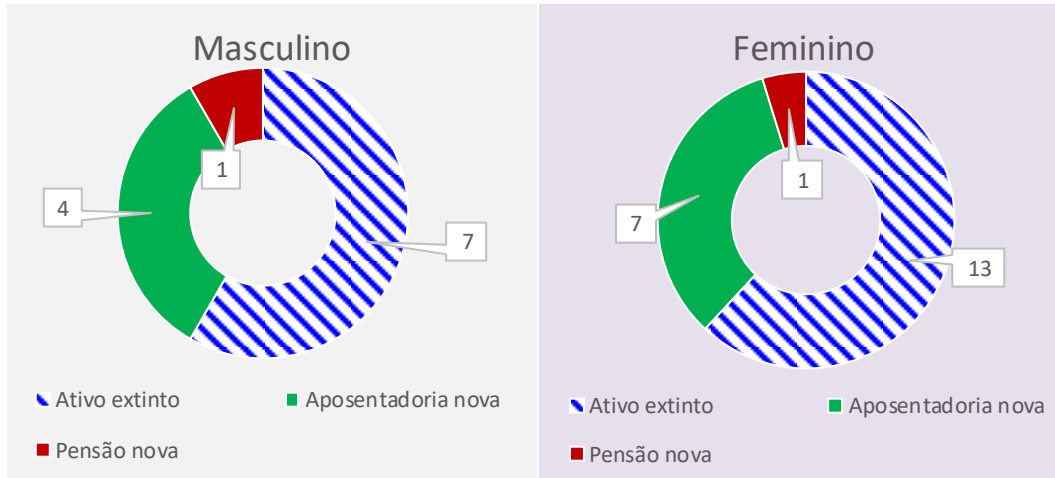 Masculino
1
4
7
Ativo extinto
Aposentadoria nova
Pensão nova
Feminino
1
7
13
Ativo extinto
Aposentadoria nova
Pensão nova